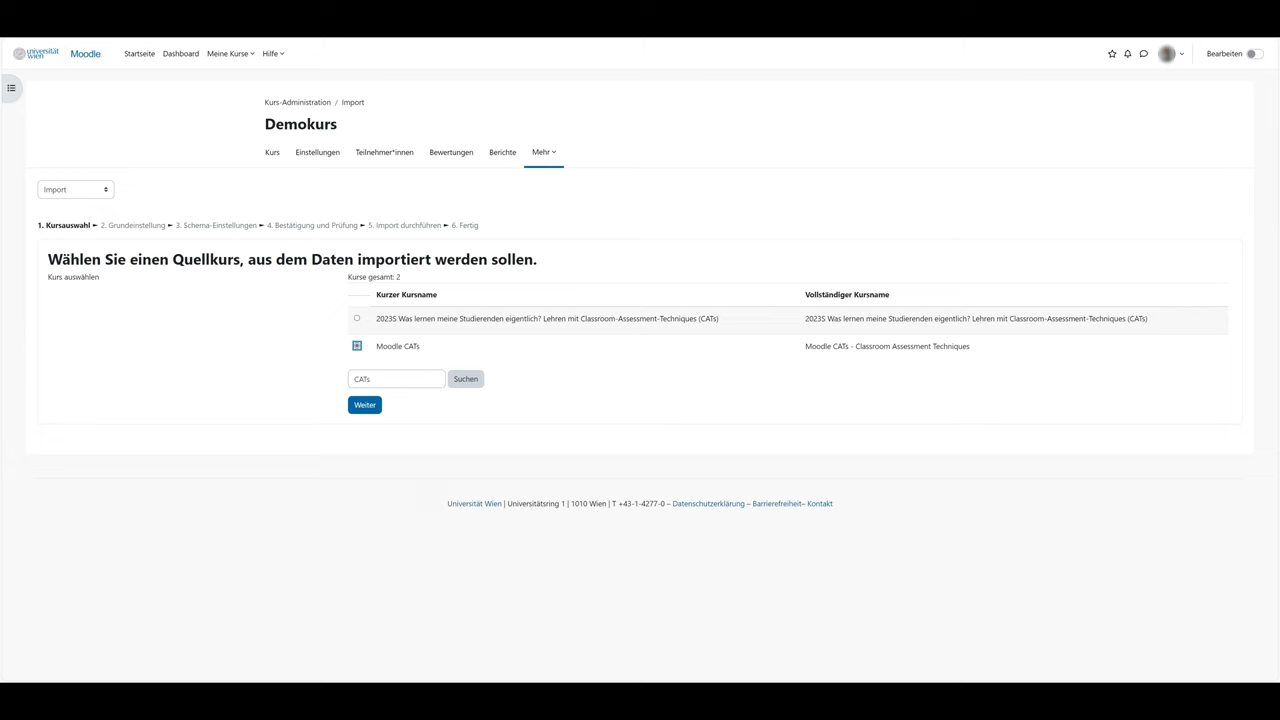 universität wien Moodle Startseite Dashboard Meine Kurse Hilfe Bearbeiten
Kurs-Administration / Import
Demokurs
Kurs Einstellungen Teilnehmer*innen Bewertungen Berichte Mehr
Import
1. Kursauswahl ► 2. Grundeinstellung ► 3. Schema-Einstellungen ► 4. Bestätigung und Prüfung ► 5. Import durchführen ► 6. Fertig
Wählen Sie einen Quellkurs, aus dem Daten importiert werden sollen.
Kurs auswählen Kurse gesamt: 2
Kurzer Kursname Vollständiger Kursname
2023S Was lernen meine Studierenden eigentlich? Lehren mit Classroom-Assessment-Techniques (CATs) 2023S Was lernen meine Studierenden eigentlich? Lehren mit Classroom-Assessment-Techniques (CATs)
Moodle CATs Moodle CATs - Classroom Assessment Techniques
CATs Suchen
Weiter
Universität Wien | Universitätsring 1 | 1010 Wien | T +43-1-4277-0 – Datenschutzerklärung – Barrierefreiheit– Kontakt